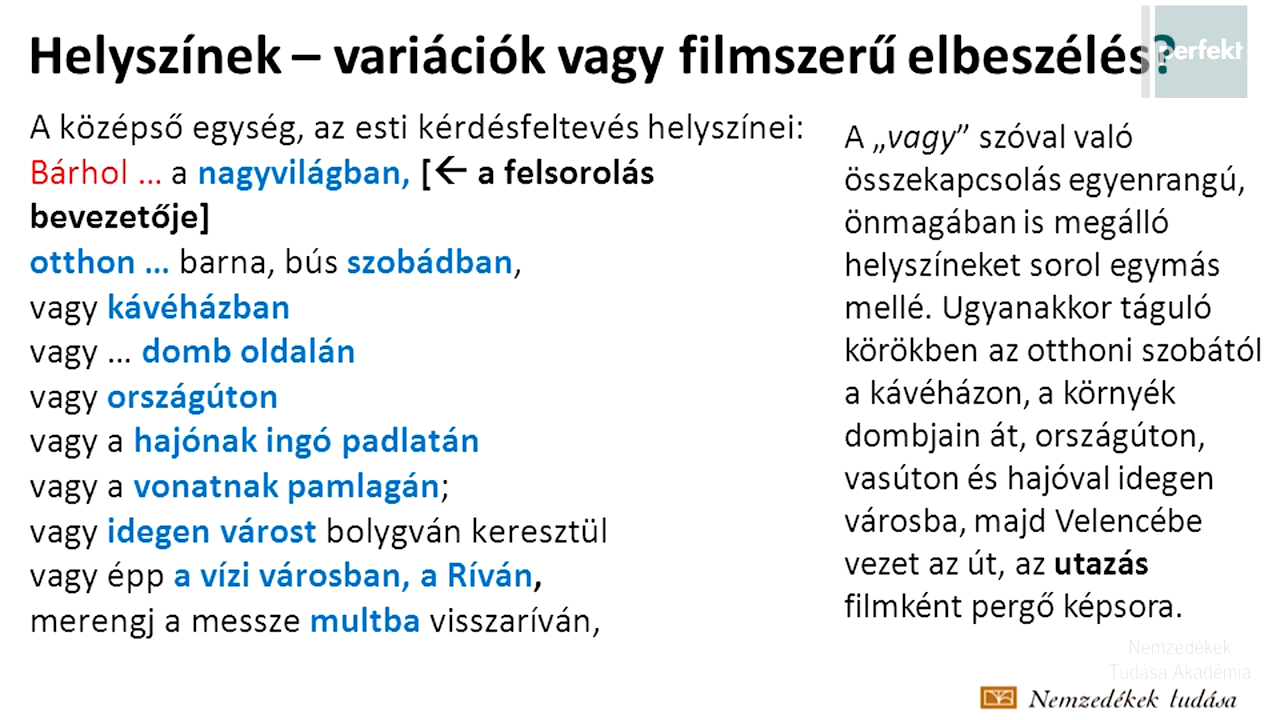 Helyszínek – variációk vagy filmszerű elbeszélés?
perfekt
A középső egység, az esti kérdésfeltevés helyszínei:
Bárhol ... a nagyvilágban, [← a felsorolás
bevezetője]
otthon ... barna, bús szobádban,
vagy kávéházban
vagy ... domb oldalán
vagy országúton
vagy a hajónak ingó padlatán
vagy a vonatnak pamlagán;
vagy idegen várost bolygván keresztül
vagy épp a vízi városban, a Ríván,
merengj a messze multba visszaríván,
A „vagy” szóval való
összekapcsolás egyenrangú,
önmagában is megálló
helyszíneket sorol egymás
mellé. Ugyanakkor táguló
körökben az otthoni szobától
a kávéházon, a környék
dombjain át, országúton,
vasúton és hajóval idegen
városba, majd Velencébe
vezet az út, az utazás
filmként pergő képsora.
Nemzedékek
Tudása Akadémia
Nemzedékek tudása